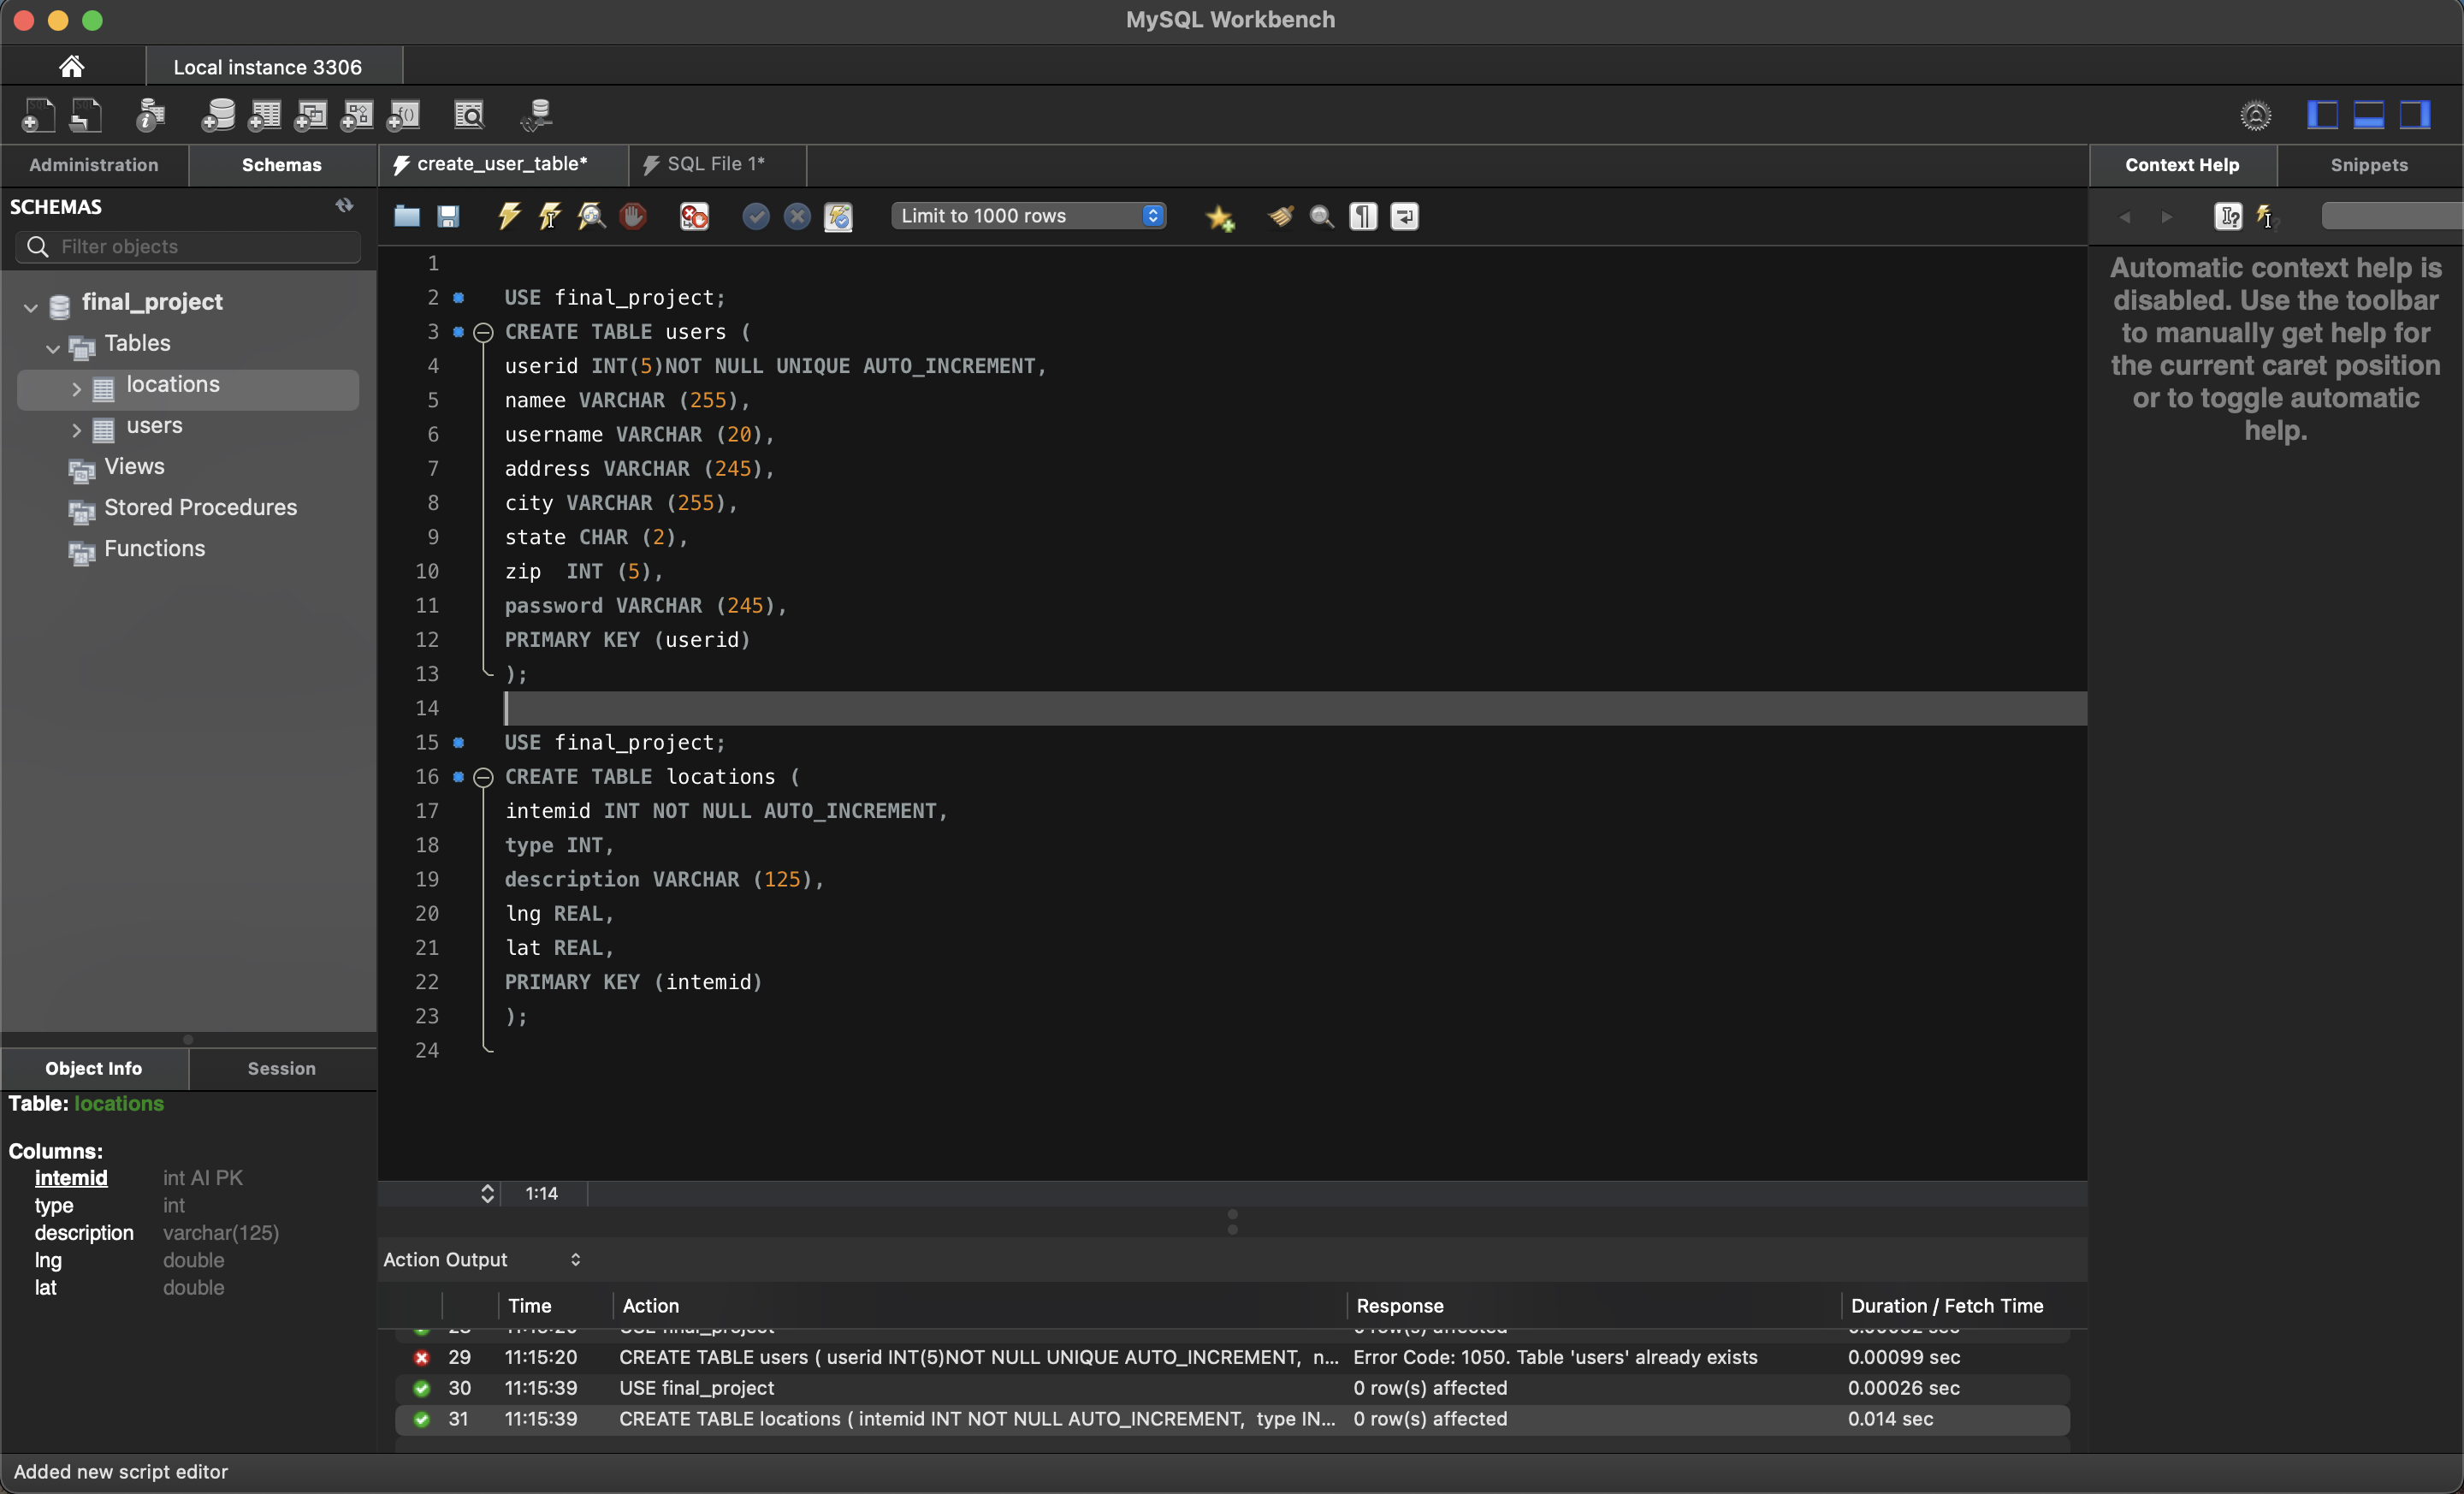 MySQL Workbench
Local instance 3306
Administration
Schemas
create_user_table*
SQL File 1*
Context Help
Snippets
SCHEMAS
Filter objects
Limit to 1000 rows
final_project
Tables
locations
users
Views
Stored Procedures
Functions
1
2 USE final_project;
3 CREATE TABLE users (
4 userid INT(5)NOT NULL UNIQUE AUTO_INCREMENT,
5 namee VARCHAR (255),
6 username VARCHAR (20),
7 address VARCHAR (245),
8 city VARCHAR (255),
9 state CHAR (2),
10 zip  INT (5),
11 password VARCHAR (245),
12 PRIMARY KEY (userid)
13 );
14
15 USE final_project;
16 CREATE TABLE locations (
17 intemid INT NOT NULL AUTO_INCREMENT,
18 type INT,
19 description VARCHAR (125),
20 lng REAL,
21 lat REAL,
22 PRIMARY KEY (intemid)
23 );
24
Automatic context help is
disabled. Use the toolbar
to manually get help for
the current caret position
or to toggle automatic
help.
Object Info
Session
Table: locations
Columns:
intemid int AI PK
type int
description varchar(125)
lng double
lat double
1:14
Action Output
Time Action Response Duration / Fetch Time
29 11:15:20 CREATE TABLE users ( userid INT(5)NOT NULL UNIQUE AUTO_INCREMENT,  n... Error Code: 1050. Table 'users' already exists 0.00099 sec
30 11:15:39 USE final_project 0 row(s) affected 0.00026 sec
31 11:15:39 CREATE TABLE locations ( intemid INT NOT NULL AUTO_INCREMENT,  type IN... 0 row(s) affected 0.014 sec
Added new script editor